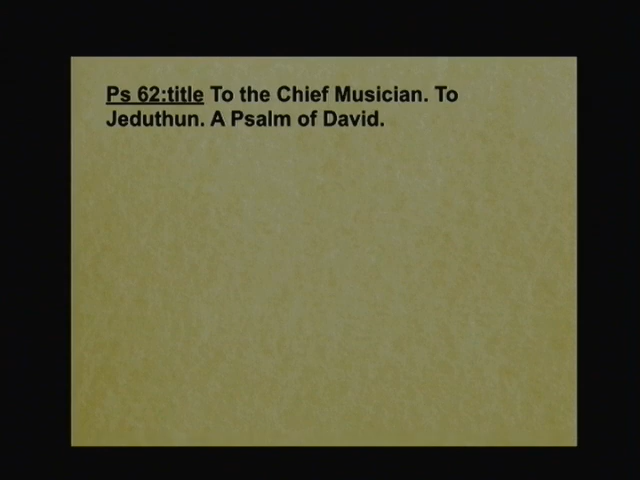 Ps 62:title To the Chief Musician. To
Jeduthun. A Psalm of David.